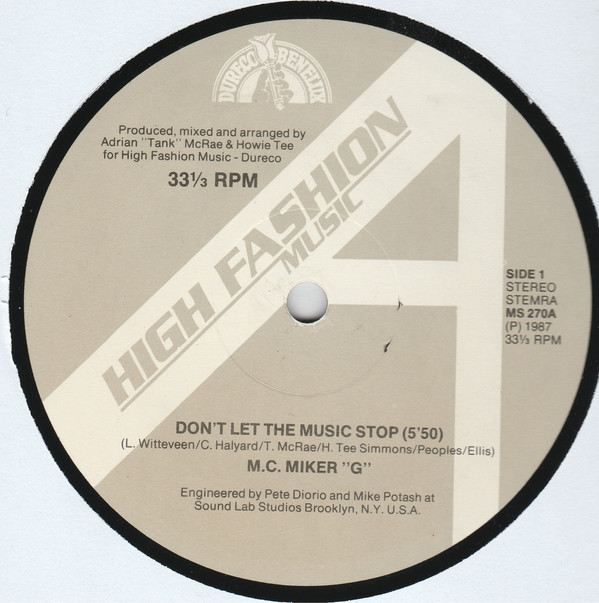 DURECO BENELUX
Produced, mixed and arranged by
Adrian "Tank" McRae & Howie Tee
for High Fashion Music - Dureco
33⅓ RPM
HIGH FASHION
MUSIC
SIDE 1
STEREO
STEMRA
MS 270A
(P) 1987
33⅓ RPM
DON'T LET THE MUSIC STOP (5'50)
(L. Witteveen/C. Halyard/T. McRae/H. Tee Simmons/Peoples/Ellis)
M.C. MIKER "G"
Engineered by Pete Diorio and Mike Potash at
Sound Lab Studios Brooklyn, N.Y. U.S.A.